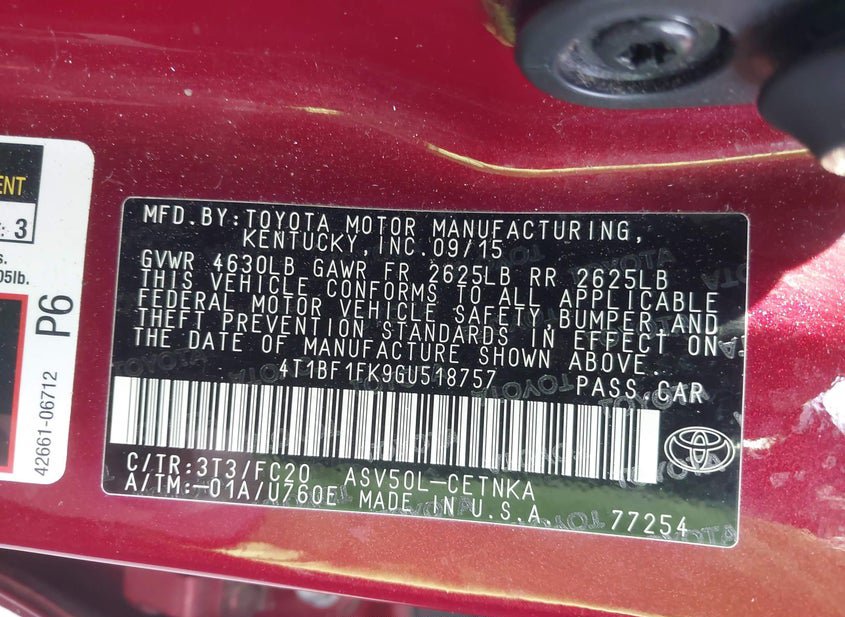 ENT
: 3
s.
05lb.
P6
42661-06712
MFD.BY:TOYOTA MOTOR MANUFACTURING,
KENTUCKY,INC.09/15
GVWR 4630LB GAWR FR 2625LB RR 2625LB
THIS VEHICLE CONFORMS TO ALL APPLICABLE
FEDERAL MOTOR VEHICLE SAFETY,BUMPER,AND
THEFT PREVENTION STANDARDS IN EFFECT ON
THE DATE OF MANUFACTURE SHOWN ABOVE.
4T1BF1FK9GU518757 PASS.CAR
C/TR:3T3/FC20 ASV50L-CETNKA
A/TM:-01A/U760E MADE IN U.S.A. 77254